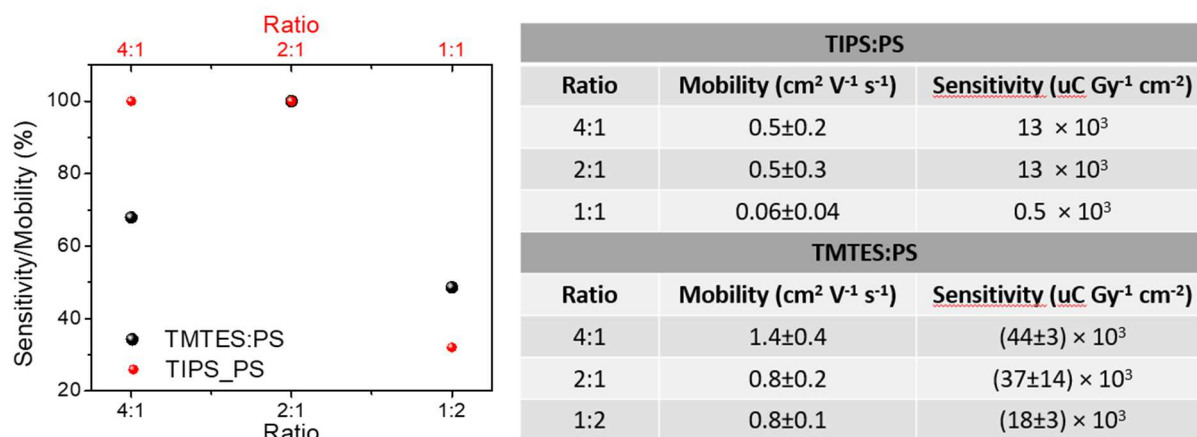 Ratio
4:1 2:1 1:1
Sensitivity/Mobility (%)
100
80
60
40
20
TMTES:PS
TIPS_PS
4:1 2:1 1:2
Ratio
TIPS:PS
Ratio Mobility (cm² V⁻¹ s⁻¹) Sensitivity (uC Gy⁻¹ cm⁻²)
4:1 0.5±0.2 13 × 10³
2:1 0.5±0.3 13 × 10³
1:1 0.06±0.04 0.5 × 10³
TMTES:PS
Ratio Mobility (cm² V⁻¹ s⁻¹) Sensitivity (uC Gy⁻¹ cm⁻²)
4:1 1.4±0.4 (44±3) × 10³
2:1 0.8±0.2 (37±14) × 10³
1:2 0.8±0.1 (18±3) × 10³